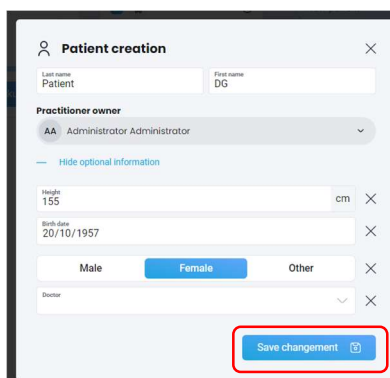 Patient creation
Last name
Patient
First name
DG
Practitioner owner
AA Administrator Administrator
Hide optional information
Height
155 cm
Birth date
20/10/1957
Male Female Other
Doctor
Save changement